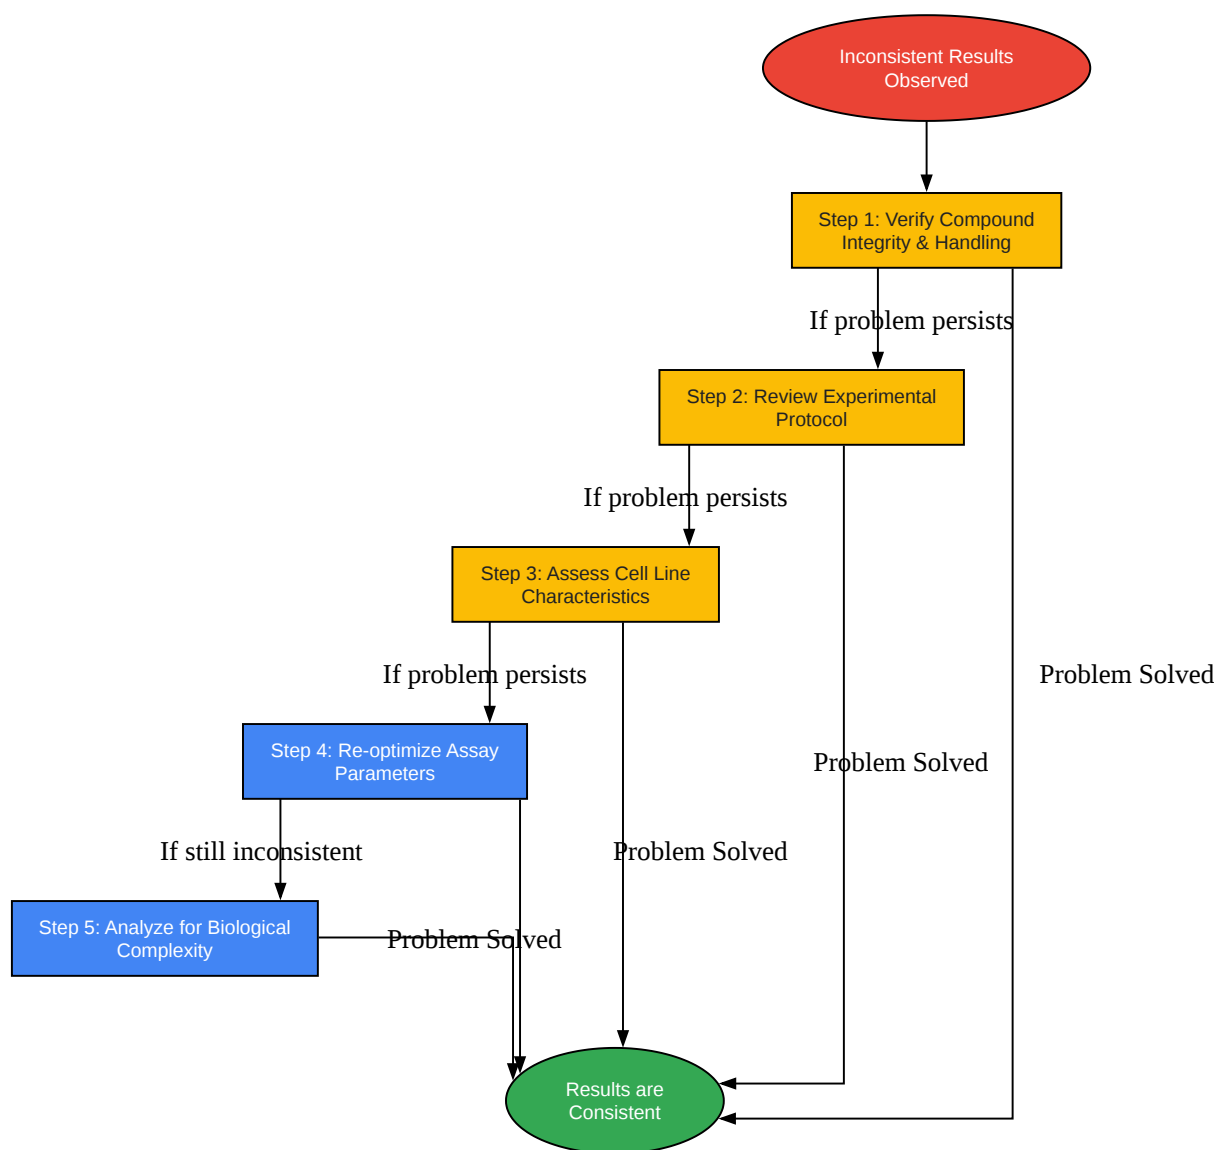 Inconsistent Results
Observed
Step 1: Verify Compound
Integrity & Handling
If problem persists
Step 2: Review Experimental
Protocol
If problem persists
Step 3: Assess Cell Line
Characteristics
If problem persists
Problem Solved
Step 4: Re-optimize Assay
Parameters
Problem Solved
If still inconsistent
Problem Solved
Step 5: Analyze for Biological
Complexity
Problem Solved
Results are
Consistent